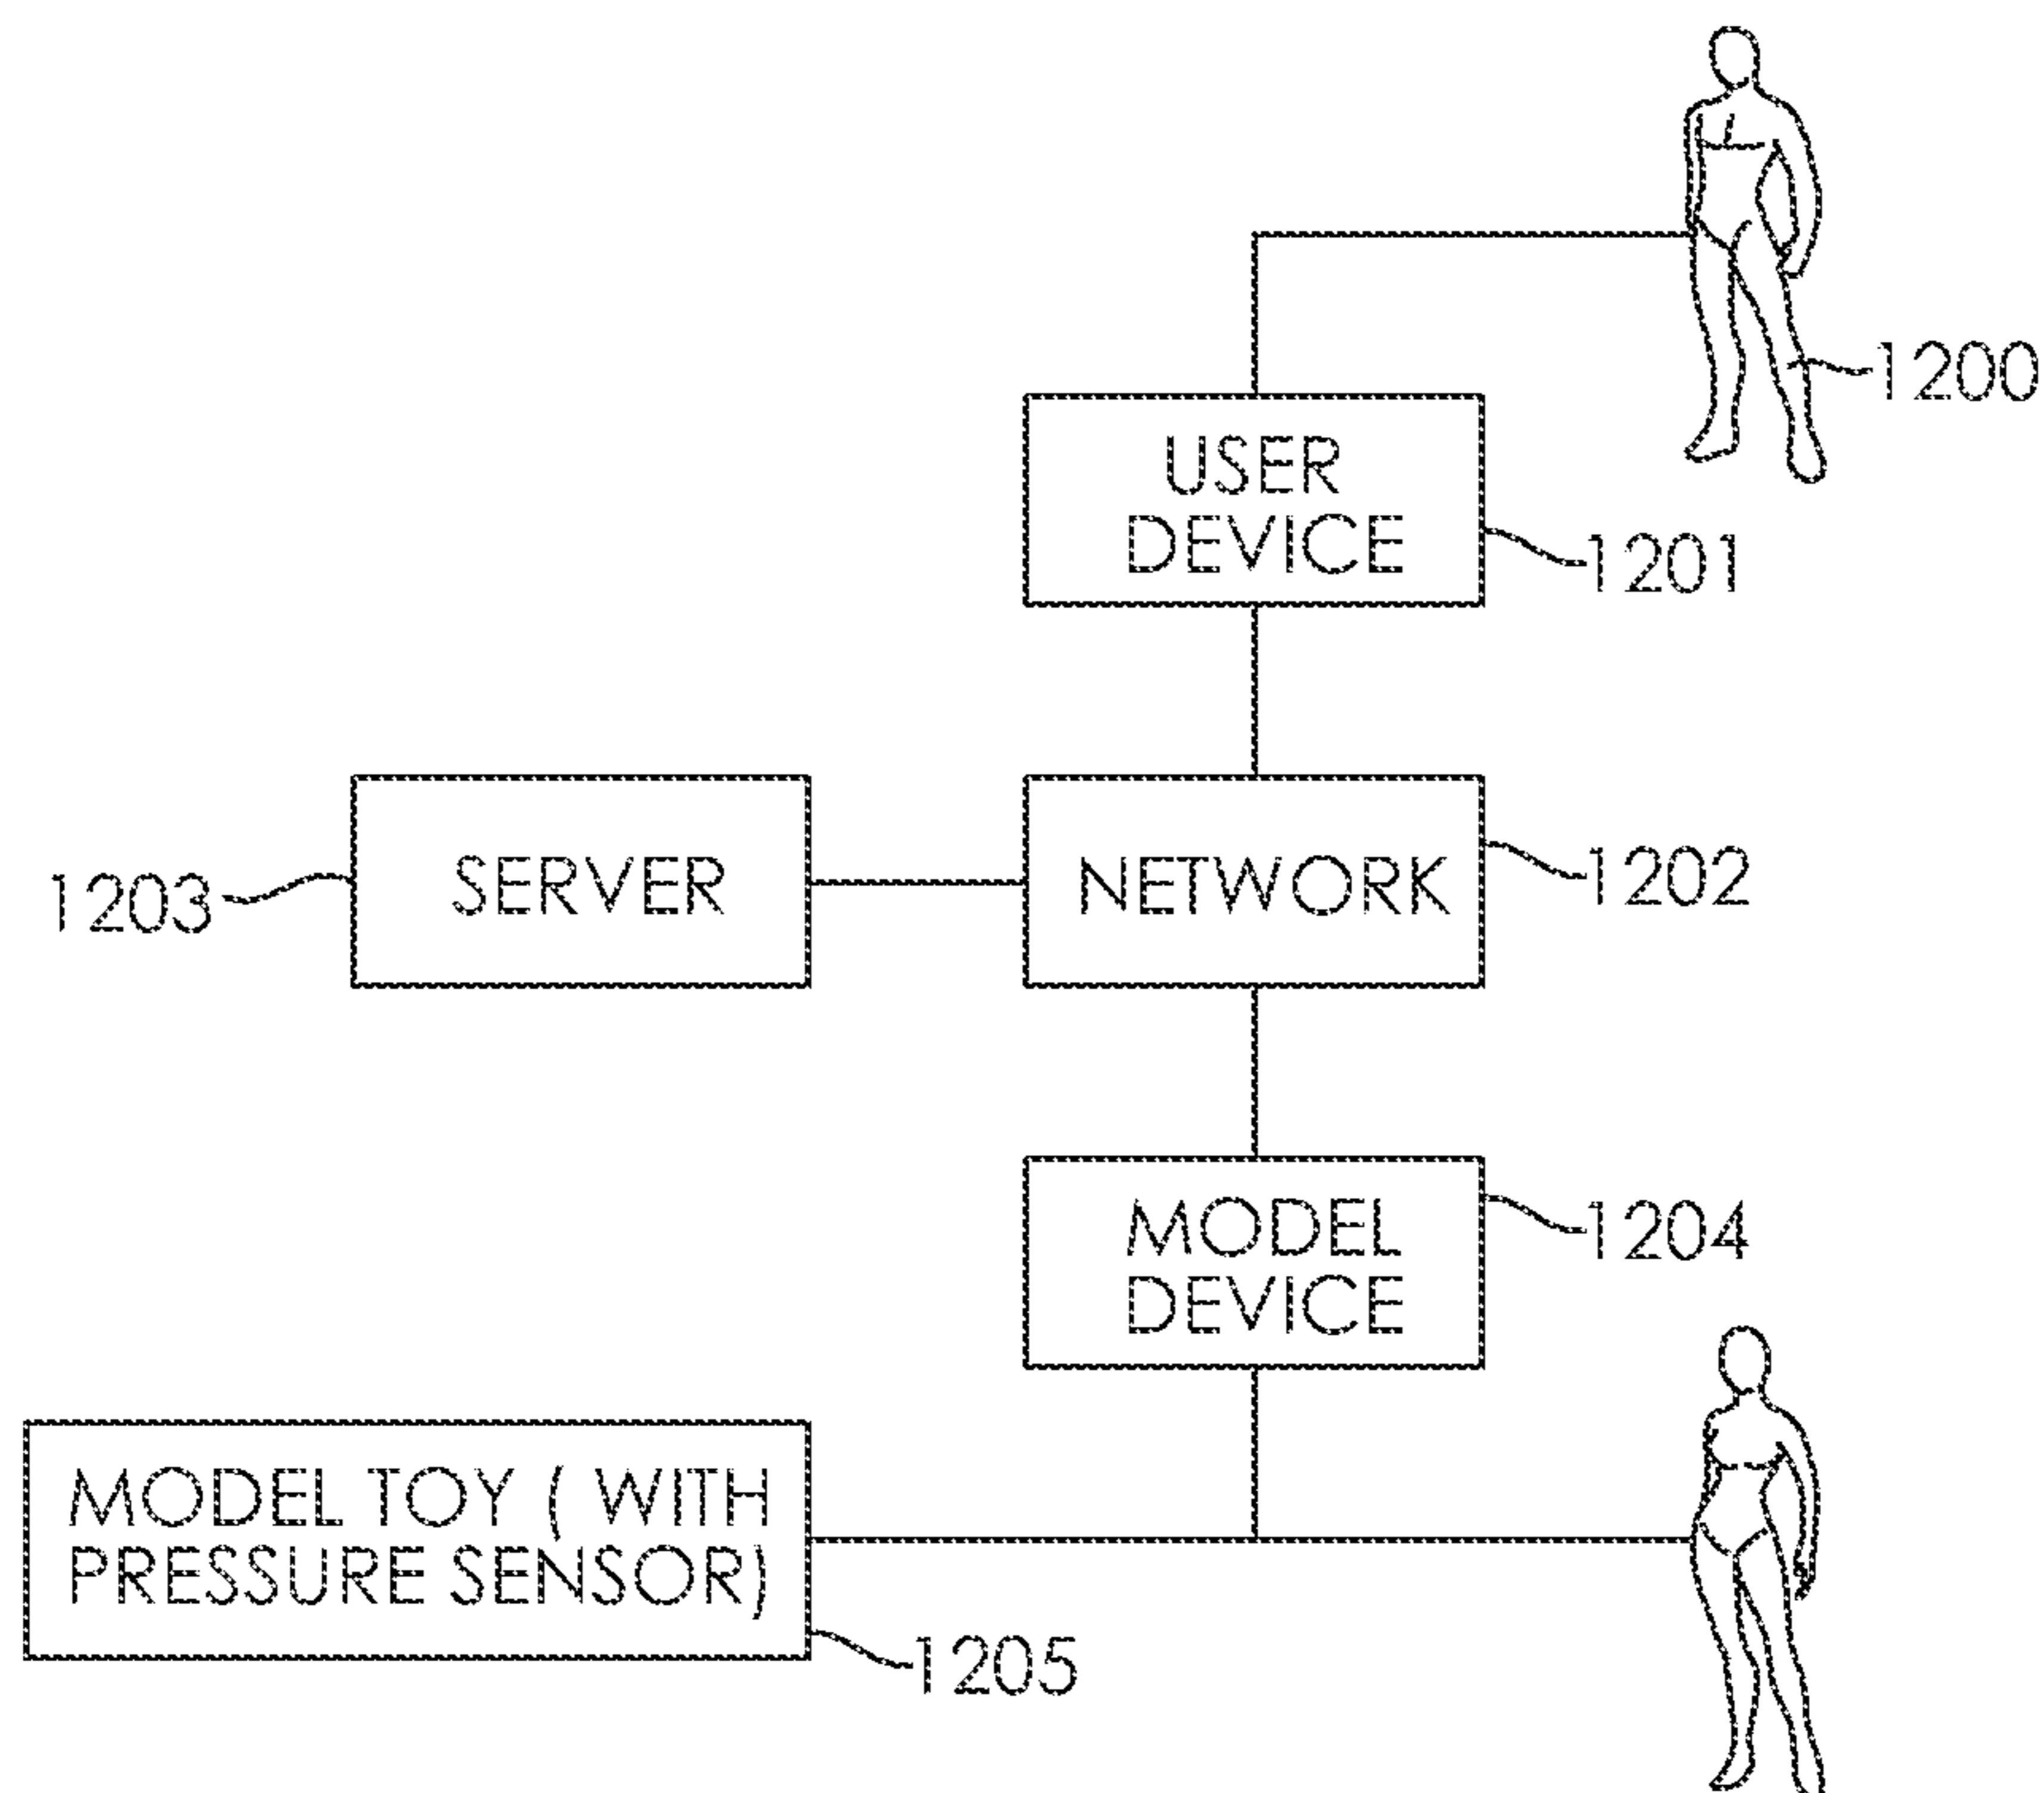 1200
USER
DEVICE
1201
SERVER
NETWORK
1202
1203
MODEL
DEVICE
1204
MODEL TOY ( WITH
PRESSURE SENSOR)
1205